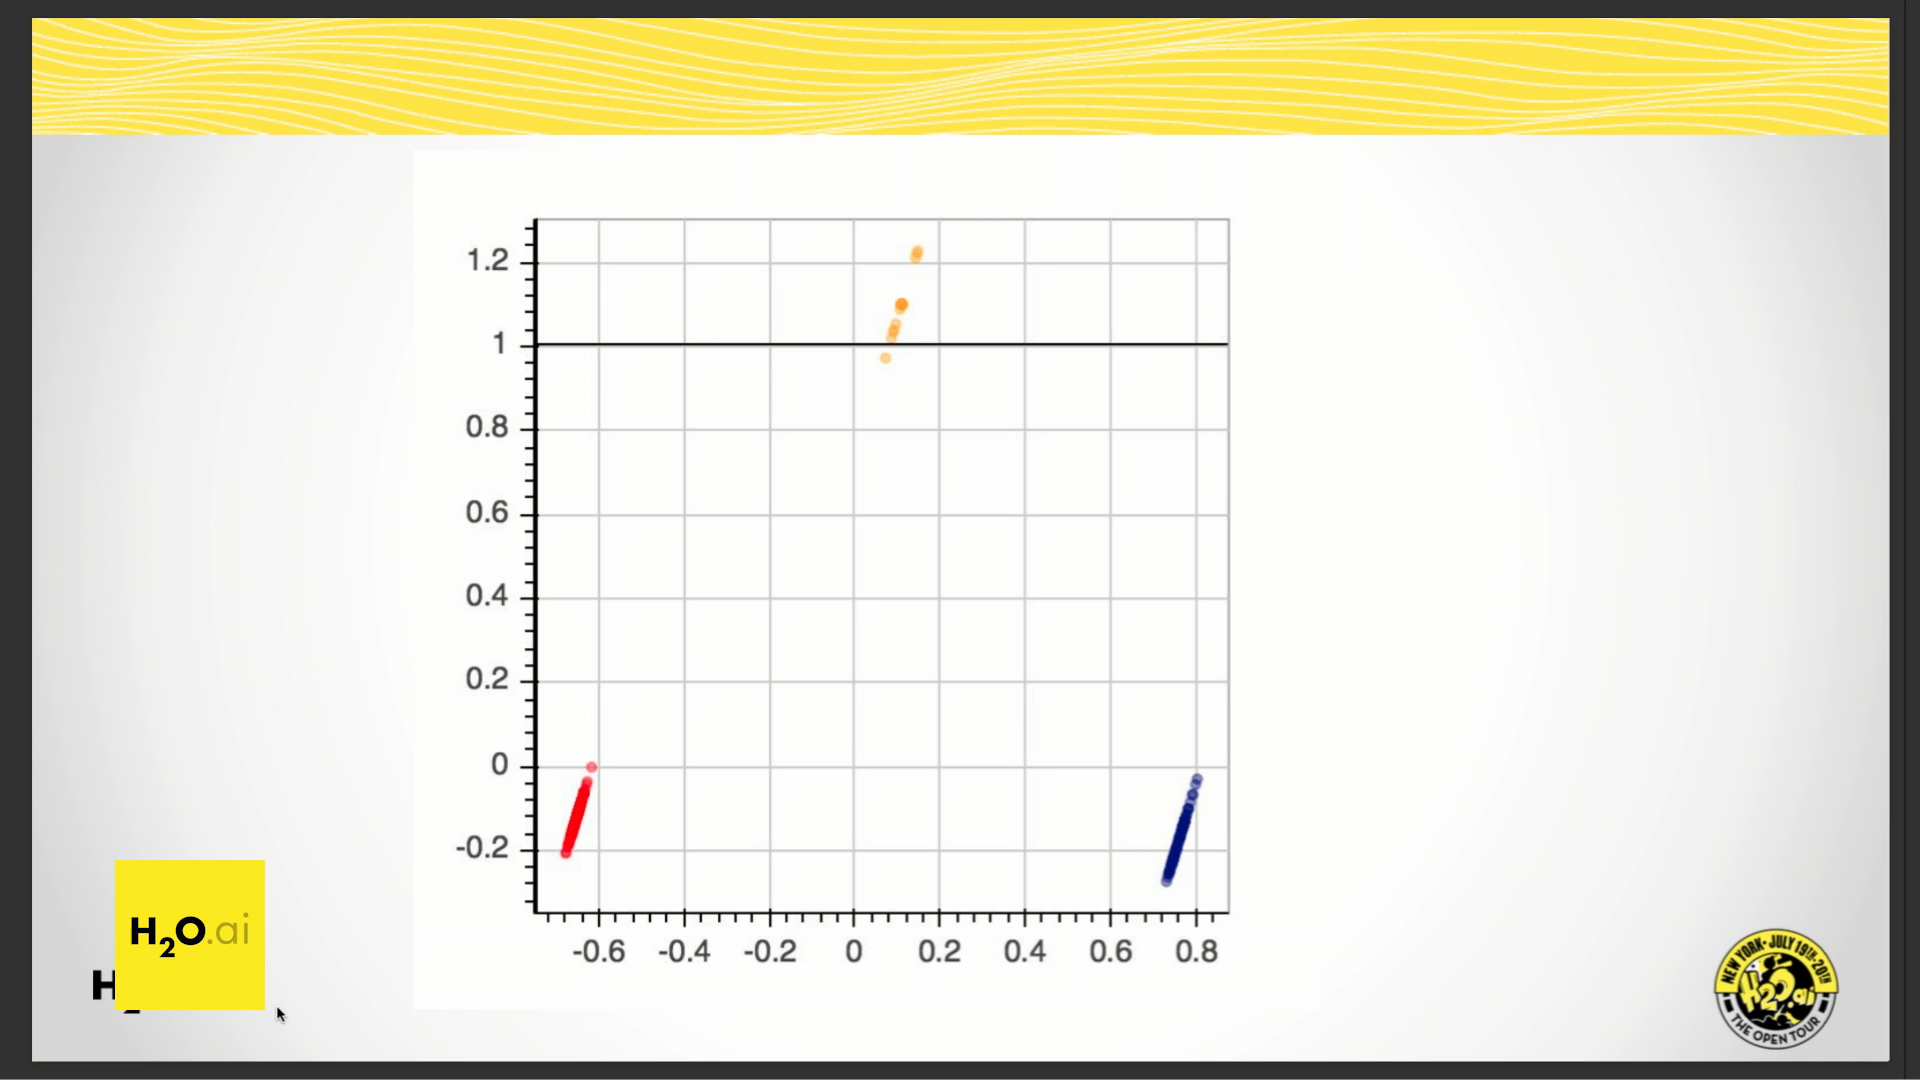 1.2
1
0.8
0.6
0.4
0.2
0
-0.2
-0.6 -0.4 -0.2 0 0.2 0.4 0.6 0.8
H2O.ai
H
NEW YORK • JULY 19TH-20TH
H2O.ai
THE OPEN TOUR